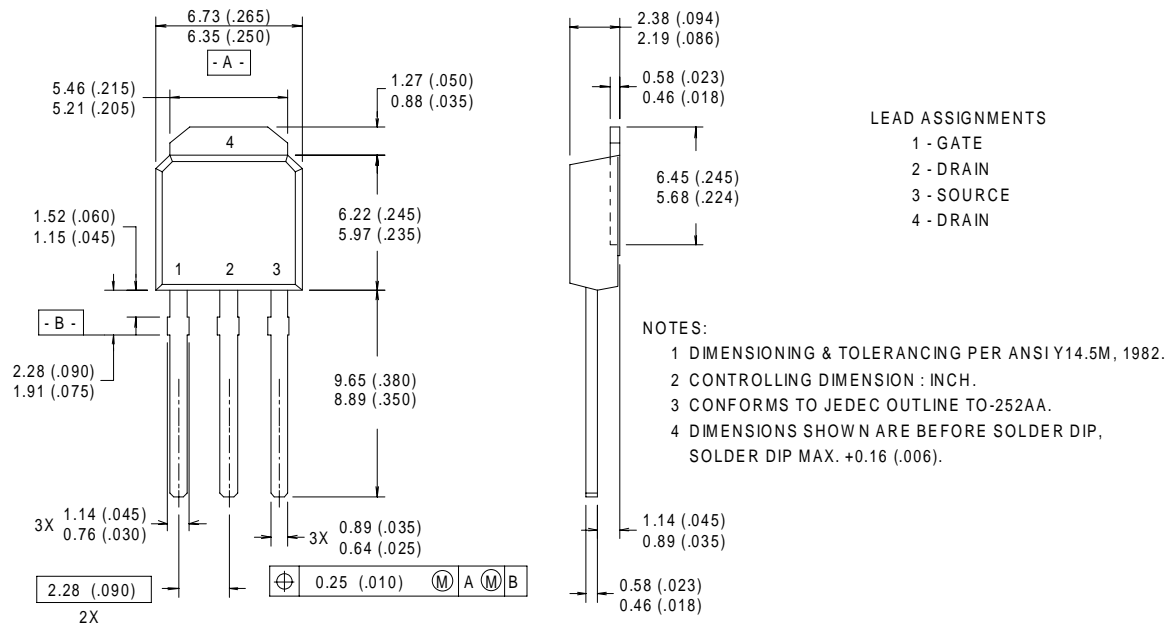 6.73 (.265)
6.35 (.250)
- A -
5.46 (.215)
5.21 (.205)
1.27 (.050)
0.88 (.035)
4
1.52 (.060)
1.15 (.045)
6.22 (.245)
5.97 (.235)
1 2 3
- B -
2.28 (.090)
1.91 (.075)
9.65 (.380)
8.89 (.350)
3X 1.14 (.045)
0.76 (.030)
3X 0.89 (.035)
0.64 (.025)
2.28 (.090)
2X
⌖ 0.25 (.010) Ⓜ A Ⓜ B
2.38 (.094)
2.19 (.086)
0.58 (.023)
0.46 (.018)
6.45 (.245)
5.68 (.224)
1.14 (.045)
0.89 (.035)
0.58 (.023)
0.46 (.018)
LEAD ASSIGNMENTS
1 - GATE
2 - DRAIN
3 - SOURCE
4 - DRAIN
NOTES:
1 DIMENSIONING & TOLERANCING PER ANSI Y14.5M, 1982.
2 CONTROLLING DIMENSION : INCH.
3 CONFORMS TO JEDEC OUTLINE TO-252AA.
4 DIMENSIONS SHOWN ARE BEFORE SOLDER DIP,
SOLDER DIP MAX. +0.16 (.006).